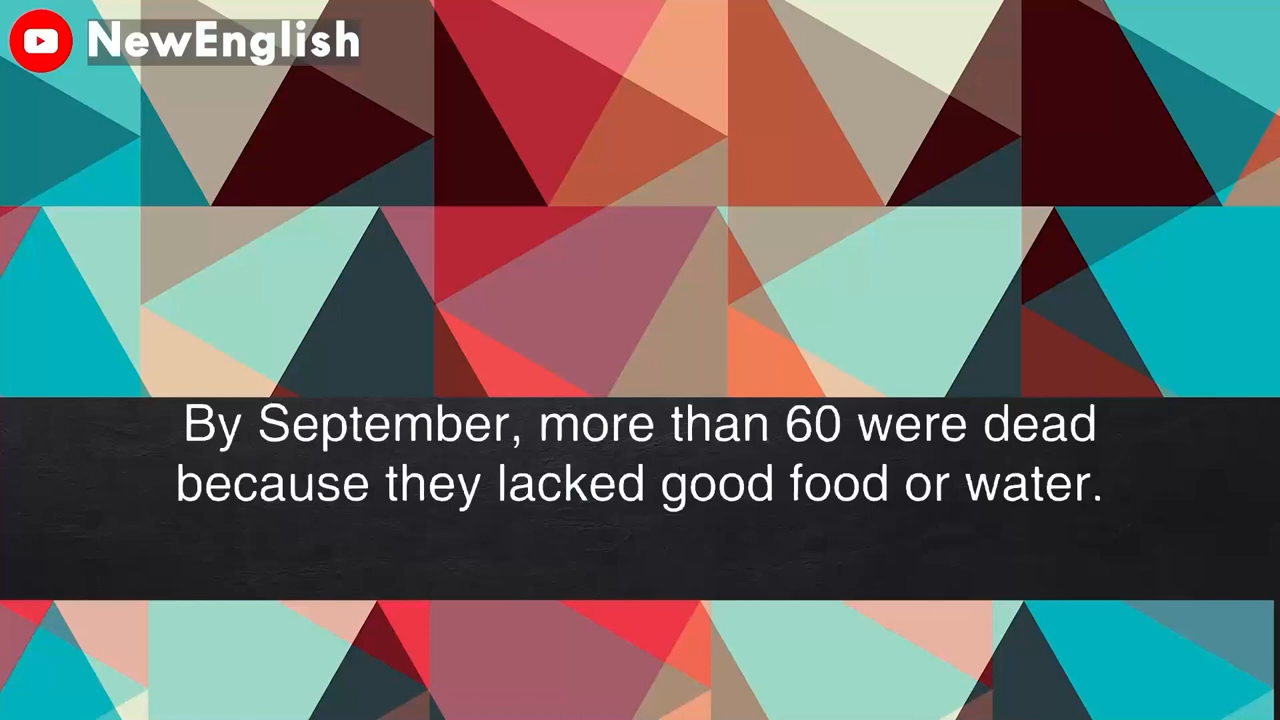 NewEnglish
By September, more than 60 were dead
because they lacked good food or water.